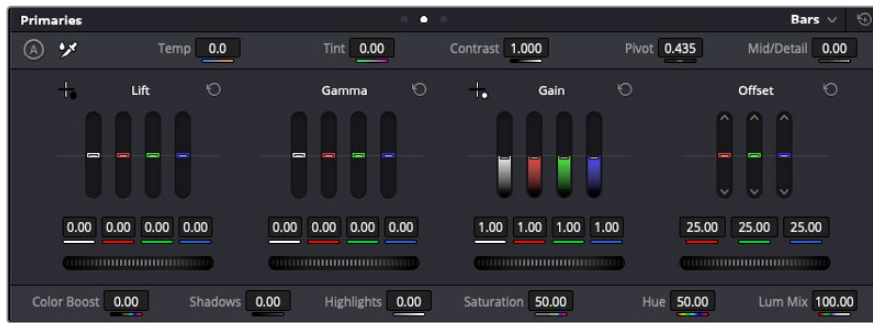 Primaries Bars
A Temp 0.0 Tint 0.00 Contrast 1.000 Pivot 0.435 Mid/Detail 0.00
Lift Gamma Gain Offset
0.00 0.00 0.00 0.00 0.00 0.00 0.00 0.00 1.00 1.00 1.00 1.00 25.00 25.00 25.00
Color Boost 0.00 Shadows 0.00 Highlights 0.00 Saturation 50.00 Hue 50.00 Lum Mix 100.00